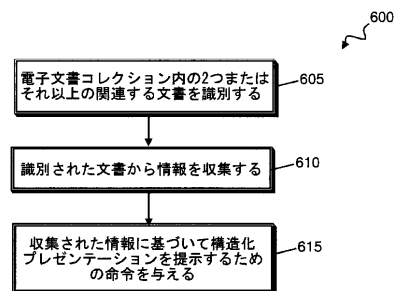 600
電子文書コレクション内の2つまたは
それ以上の関連する文書を識別する
605
識別された文書から情報を収集する
610
収集された情報に基づいて構造化
プレゼンテーションを提示するため
の命令を与える
615